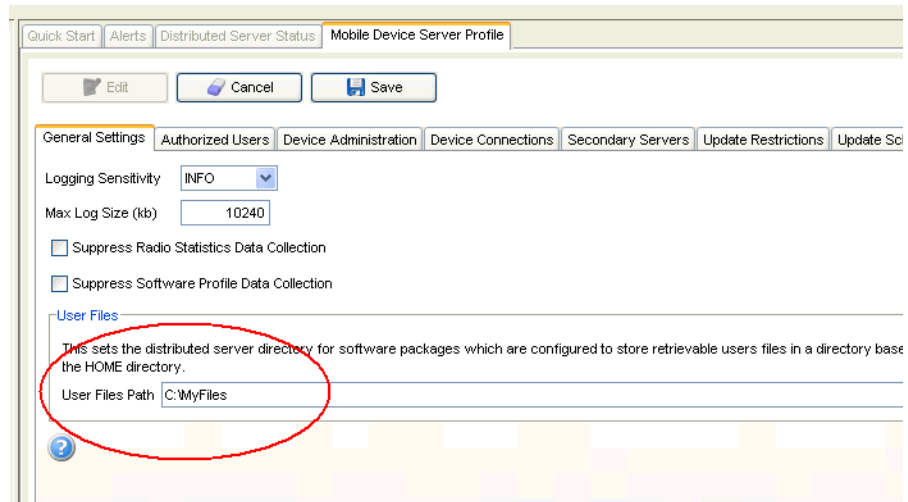 Quick Start Alerts Distributed Server Status Mobile Device Server Profile
Edit Cancel Save
General Settings Authorized Users Device Administration Device Connections Secondary Servers Update Restrictions Update
Logging Sensitivity INFO
Max Log Size (kb) 10240
Suppress Radio Statistics Data Collection
Suppress Software Profile Data Collection
User Files
This sets the distributed server directory for software packages which are configured to store retrievable users files in a directory base
the HOME directory.
User Files Path C:\MyFiles
?